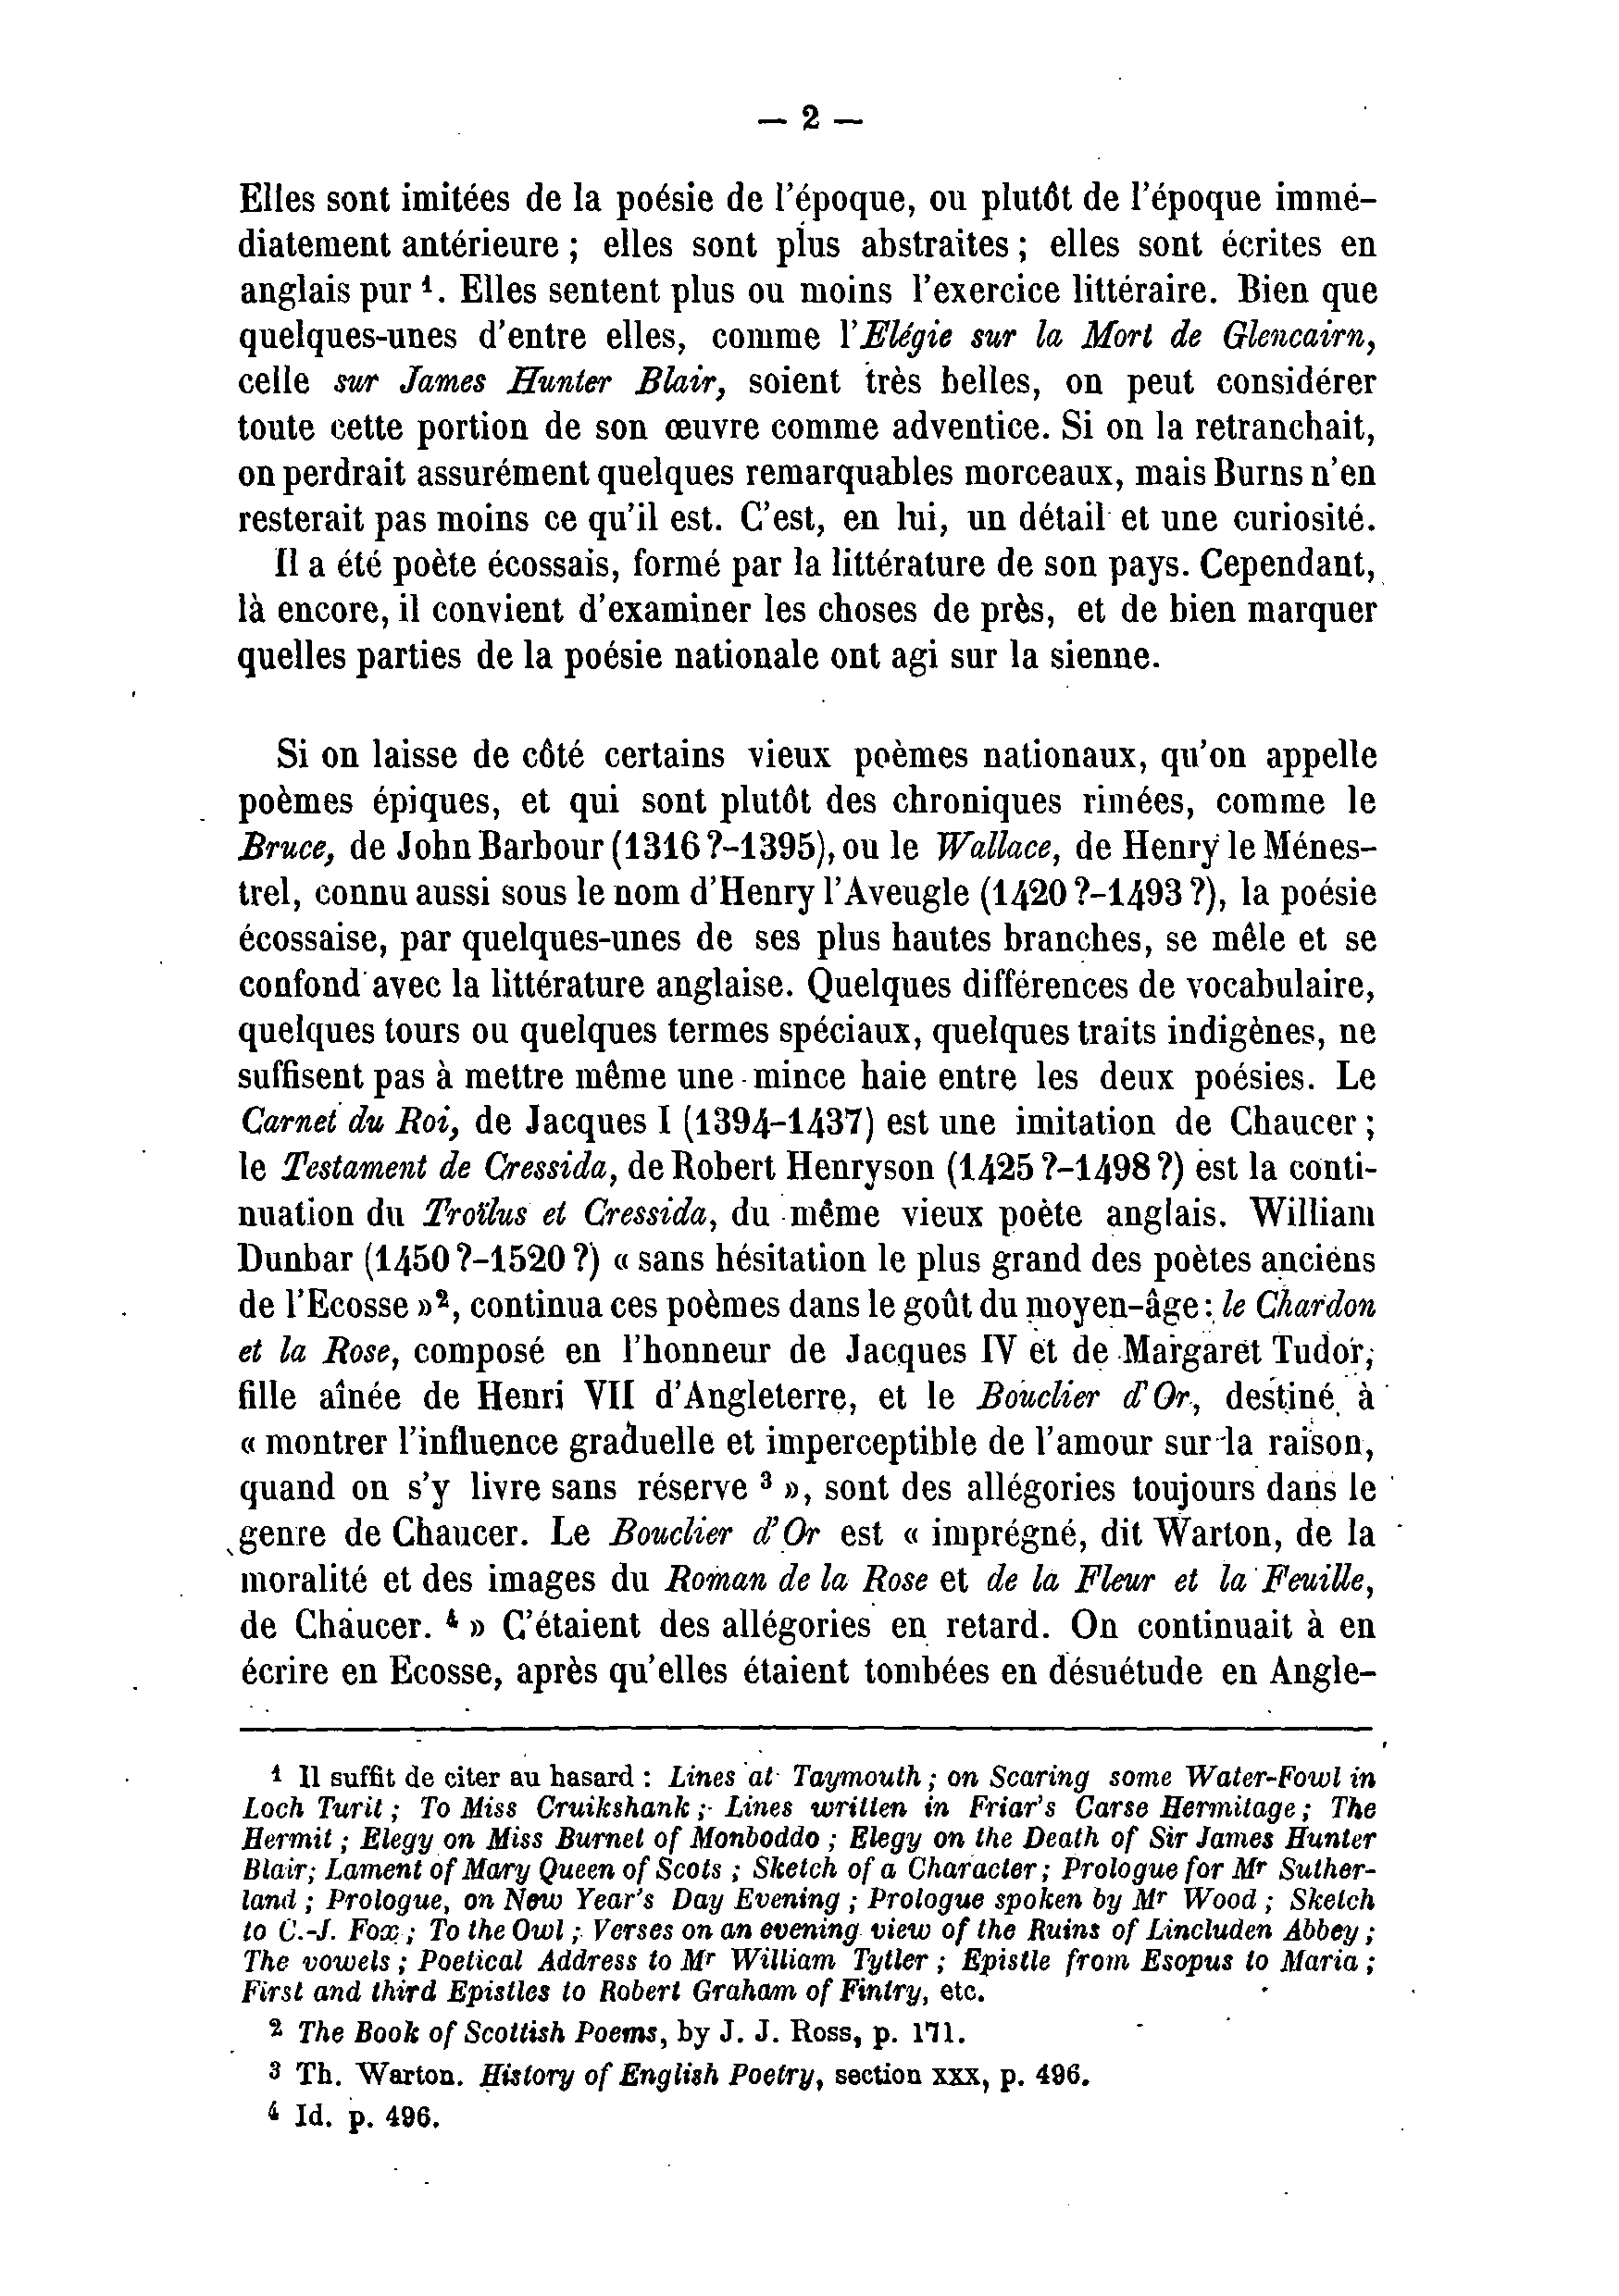 — 2 —
Elles sont imitées de la poésie de l'époque, ou plutôt de l'époque immé-
diatement antérieure ; elles sont plus abstraites ; elles sont écrites en
anglais pur ¹. Elles sentent plus ou moins l'exercice littéraire. Bien que
quelques-unes d'entre elles, comme l'Elégie sur la Mort de Glencairn,
celle sur James Hunter Blair, soient très belles, on peut considérer
toute cette portion de son œuvre comme adventice. Si on la retranchait,
on perdrait assurément quelques remarquables morceaux, mais Burns n'en
resterait pas moins ce qu'il est. C'est, en lui, un détail et une curiosité.
Il a été poète écossais, formé par la littérature de son pays. Cependant,
là encore, il convient d'examiner les choses de près, et de bien marquer
quelles parties de la poésie nationale ont agi sur la sienne.
Si on laisse de côté certains vieux poèmes nationaux, qu'on appelle
poèmes épiques, et qui sont plutôt des chroniques rimées, comme le
Bruce, de John Barbour (1316 ?-1395), ou le Wallace, de Henry le Ménes-
trel, connu aussi sous le nom d'Henry l'Aveugle (1420 ?-1493 ?), la poésie
écossaise, par quelques-unes de ses plus hautes branches, se mêle et se
confond avec la littérature anglaise. Quelques différences de vocabulaire,
quelques tours ou quelques termes spéciaux, quelques traits indigènes, ne
suffisent pas à mettre même une mince haie entre les deux poésies. Le
Carnet du Roi, de Jacques I (1394-1437) est une imitation de Chaucer ;
le Testament de Cressida, de Robert Henryson (1425 ?-1498 ?) est la conti-
nuation du Troïlus et Cressida, du même vieux poète anglais. William
Dunbar (1450 ?-1520 ?) « sans hésitation le plus grand des poètes anciens
de l'Ecosse »², continua ces poèmes dans le goût du moyen-âge : le Chardon
et la Rose, composé en l'honneur de Jacques IV et de Margaret Tudor,
fille aînée de Henri VII d'Angleterre, et le Bouclier d'Or, destiné à
« montrer l'influence graduelle et imperceptible de l'amour sur la raison,
quand on s'y livre sans réserve ³ », sont des allégories toujours dans le
genre de Chaucer. Le Bouclier d'Or est « imprégné, dit Warton, de la
moralité et des images du Roman de la Rose et de la Fleur et la Feuille,
de Chaucer. ⁴ » C'étaient des allégories en retard. On continuait à en
écrire en Ecosse, après qu'elles étaient tombées en désuétude en Angle-
¹ Il suffit de citer au hasard : Lines at Taymouth ; on Scaring some Water-Fowl in
Loch Turit ; To Miss Cruikshank ; Lines written in Friar's Carse Hermitage ; The
Hermit ; Elegy on Miss Burnet of Monboddo ; Elegy on the Death of Sir James Hunter
Blair; Lament of Mary Queen of Scots ; Sketch of a Character ; Prologue for Mr Suther-
land ; Prologue, on New Year's Day Evening ; Prologue spoken by Mr Wood ; Sketch
to C.-J. Fox ; To the Owl ; Verses on an evening view of the Ruins of Lincluden Abbey ;
The vowels ; Poetical Address to Mr William Tytler ; Epistle from Esopus to Maria ;
First and third Epistles to Robert Graham of Fintry, etc.
² The Book of Scottish Poems, by J. J. Ross, p. 171.
³ Th. Warton. History of English Poetry, section XXX, p. 496.
⁴ Id. p. 496.